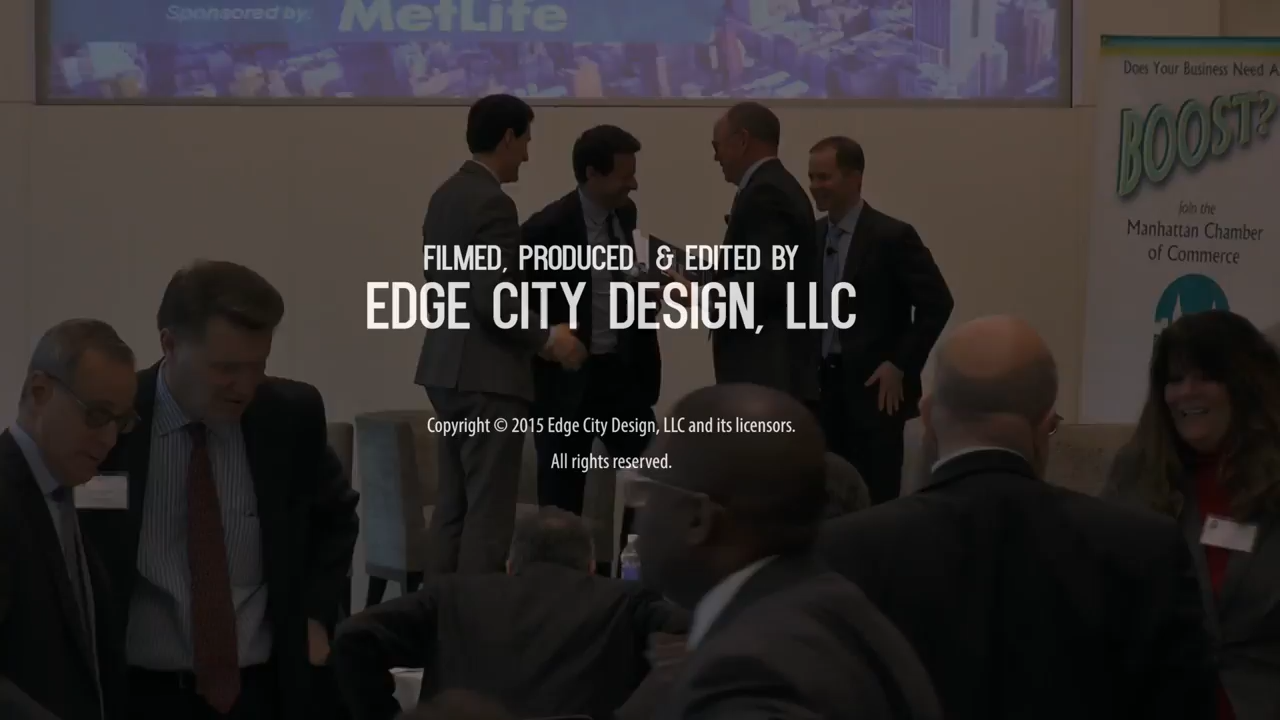 Sponsored by: MetLife
Does Your Business Need A
BOOST?
Join the
Manhattan Chamber
of Commerce
FILMED, PRODUCED & EDITED BY
EDGE CITY DESIGN, LLC
Copyright © 2015 Edge City Design, LLC and its licensors.
All rights reserved.